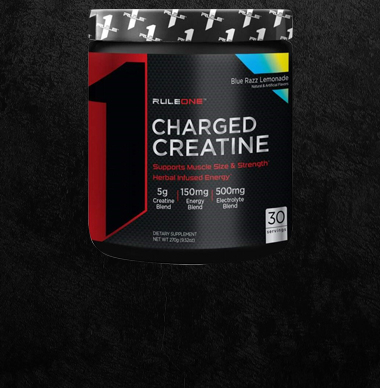 Blue Razz Lemonade
Natural & Artificial Flavors
RULEONE
CHARGED
CREATINE
Supports Muscle Size & Strength
Herbal Infused Energy
5g 150mg 500mg
Creatine Energy Electrolyte
Blend Blend Blend
DIETARY SUPPLEMENT
NET WT 270g (9.52oz)
30
servings